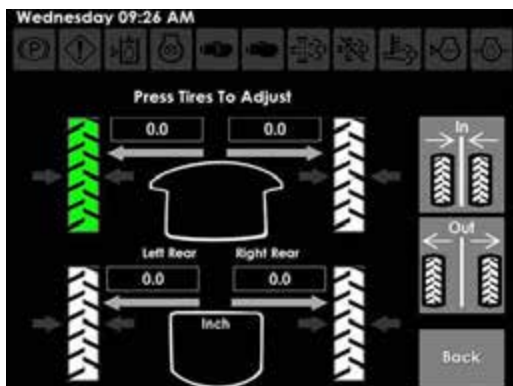 Wednesday 09:26 AM
Press Tires To Adjust
0.0 0.0
In
Out
Left Rear Right Rear
0.0 0.0
Inch
Back